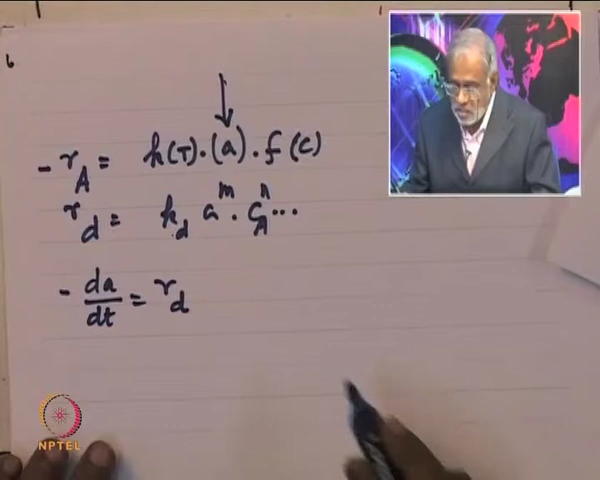 -r_A = k(T).(a).f(C)
r_d = k_d a^m . C_A^n ...
- da/dt = r_d
NPTEL